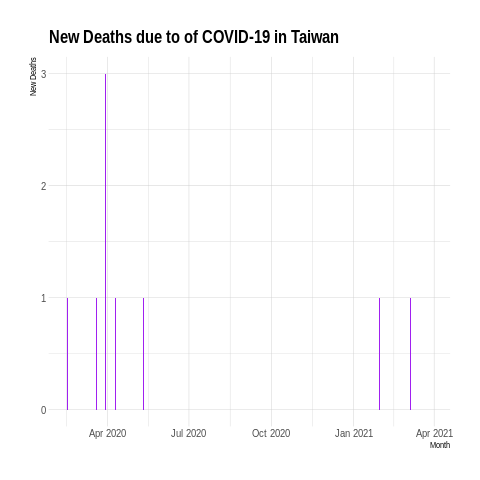 New Deaths due to of COVID-19 in Taiwan
New Deaths
3
2
1
0
Apr 2020 Jul 2020 Oct 2020 Jan 2021 Apr 2021
Month